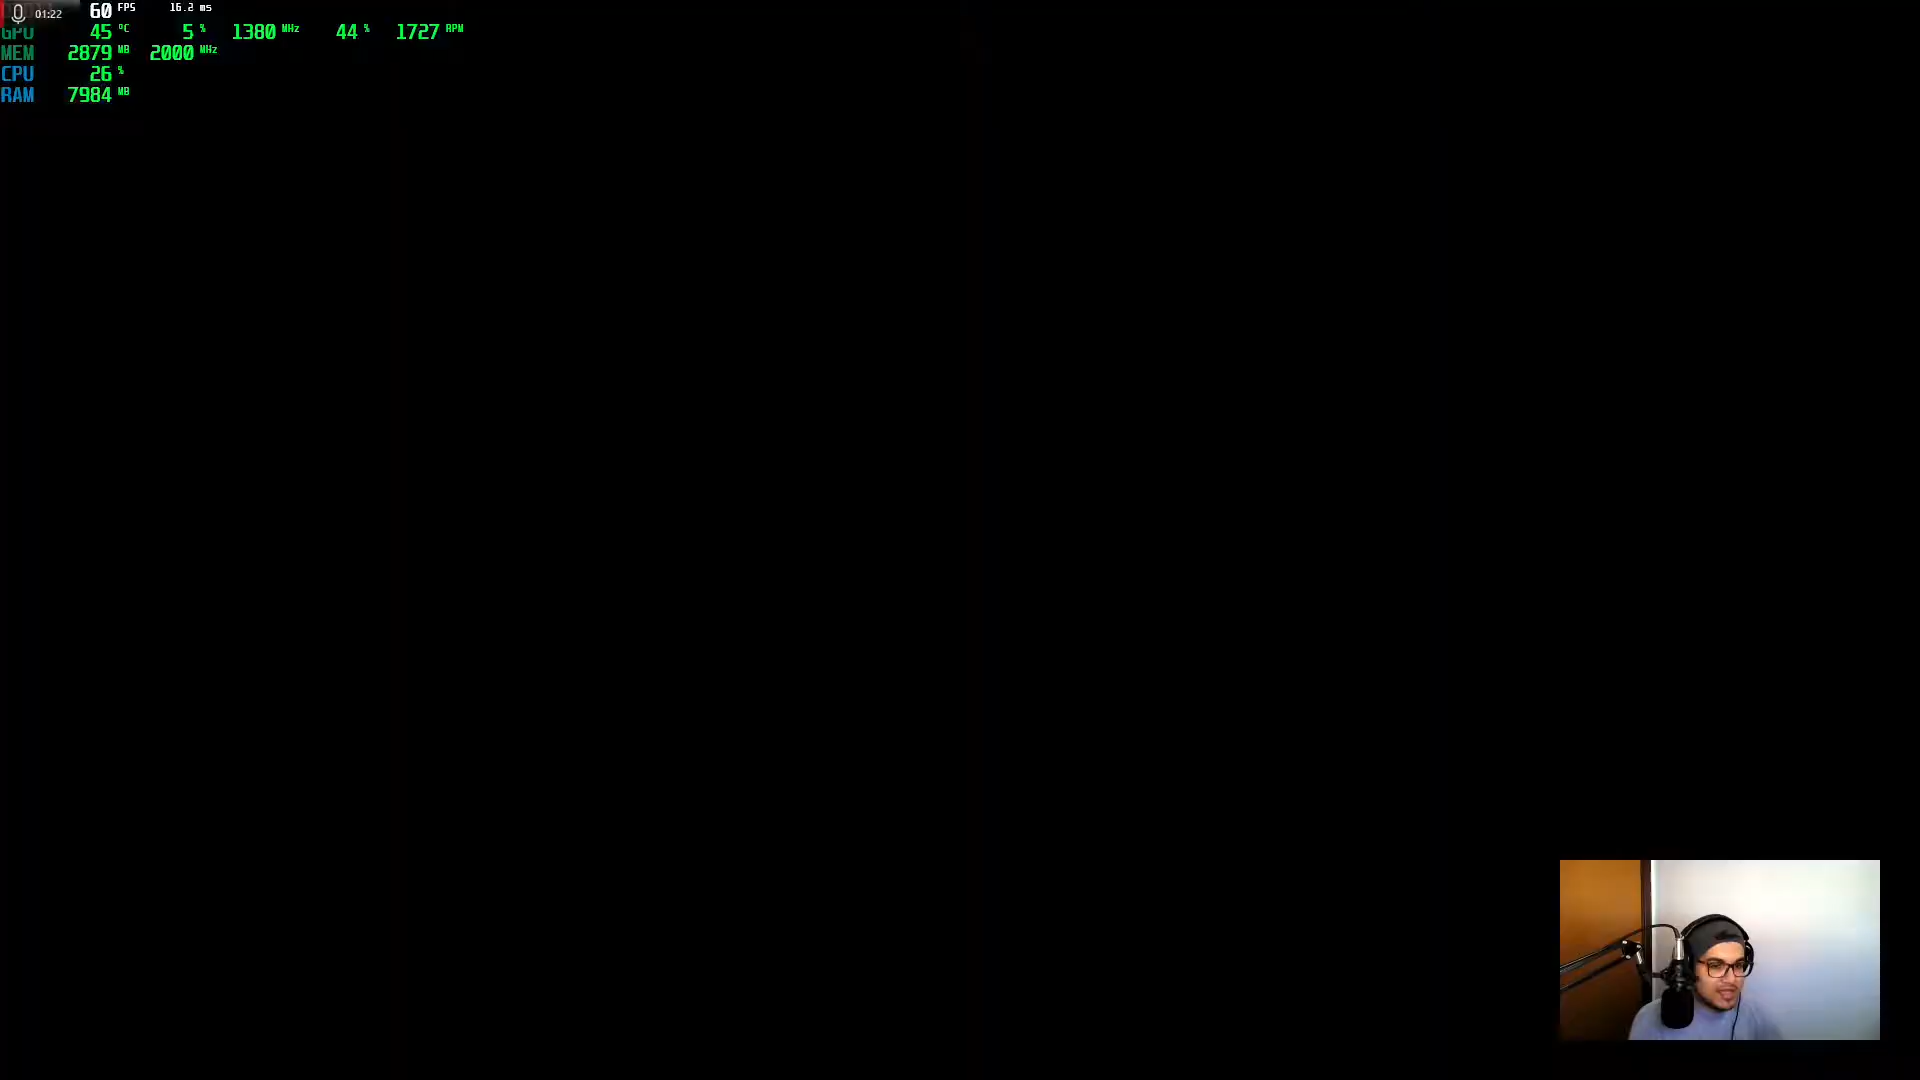 01:22 60 FPS 16.2 ms
GPU 45 °C 5 % 1380 MHz 44 % 1727 RPM
MEM 2879 MB 2000 MHz
CPU 26 %
RAM 7984 MB